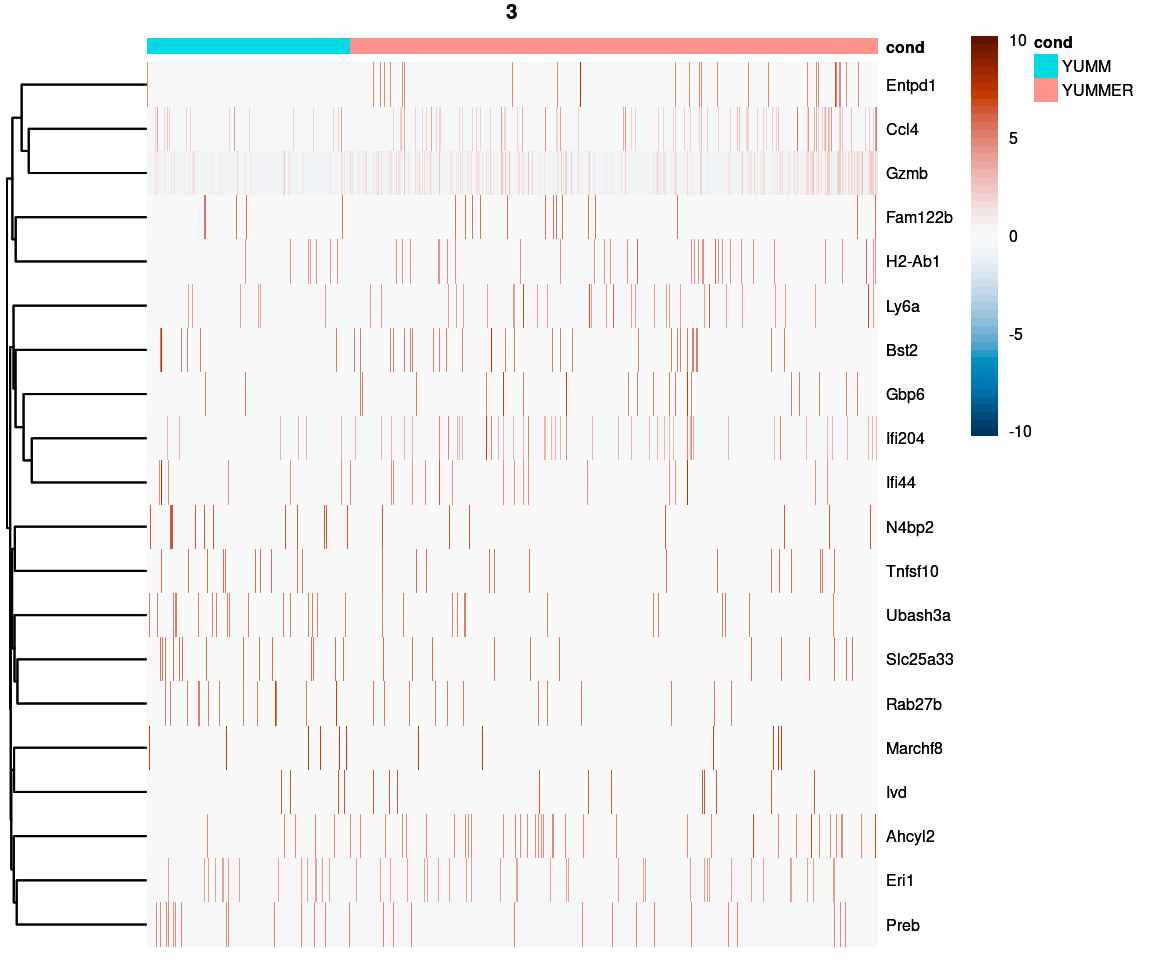 3
cond
Entpd1
Ccl4
Gzmb
Fam122b
H2-Ab1
Ly6a
Bst2
Gbp6
Ifi204
Ifi44
N4bp2
Tnfsf10
Ubash3a
Slc25a33
Rab27b
Marchf8
Ivd
Ahcyl2
Eri1
Preb
10
5
0
-5
-10
cond
YUMM
YUMMER